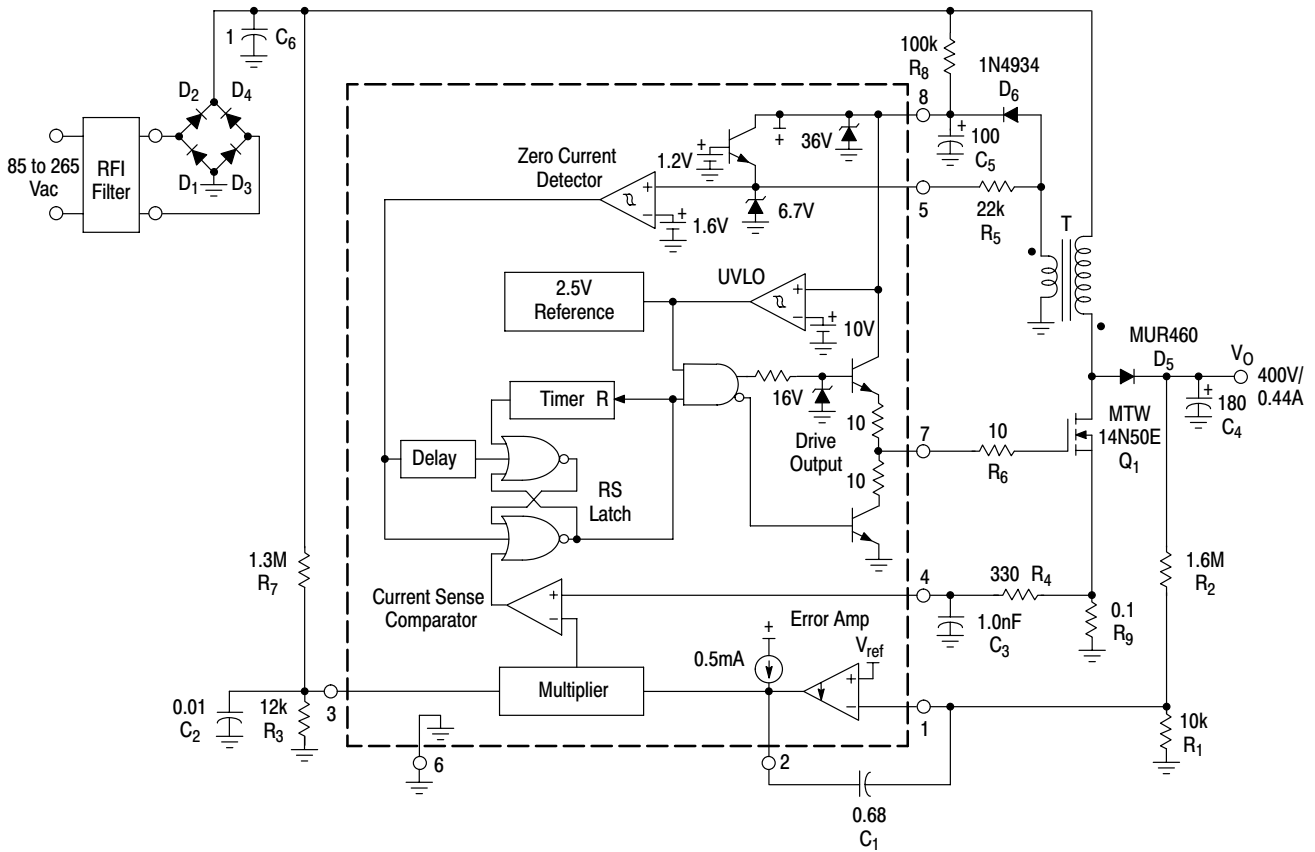 1
C6
100k
R8
1N4934
D6
D2
D4
8
36V
100
C5
1.2V
85 to 265
Vac
RFI
Filter
D1
D3
Zero Current
Detector
+
−
1.6V
6.7V
5
22k
R5
T
2.5V
Reference
UVLO
+
−
10V
MUR460
D5
VO
400V/
0.44A
180
C4
Timer R
16V
10
Drive
Output
10
7
10
R6
MTW
14N50E
Q1
Delay
RS
Latch
1.3M
R7
1.6M
R2
Current Sense
Comparator
+
−
4
330 R4
1.0nF
C3
0.1
R9
Error Amp
Vref
0.5mA
+
−
Multiplier
0.01
C2
12k
R3
3
1
10k
R1
6
2
0.68
C1